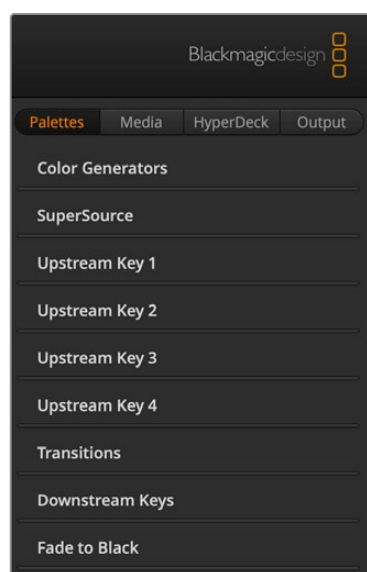 Blackmagicdesign
Palettes Media HyperDeck Output
Color Generators
SuperSource
Upstream Key 1
Upstream Key 2
Upstream Key 3
Upstream Key 4
Transitions
Downstream Keys
Fade to Black